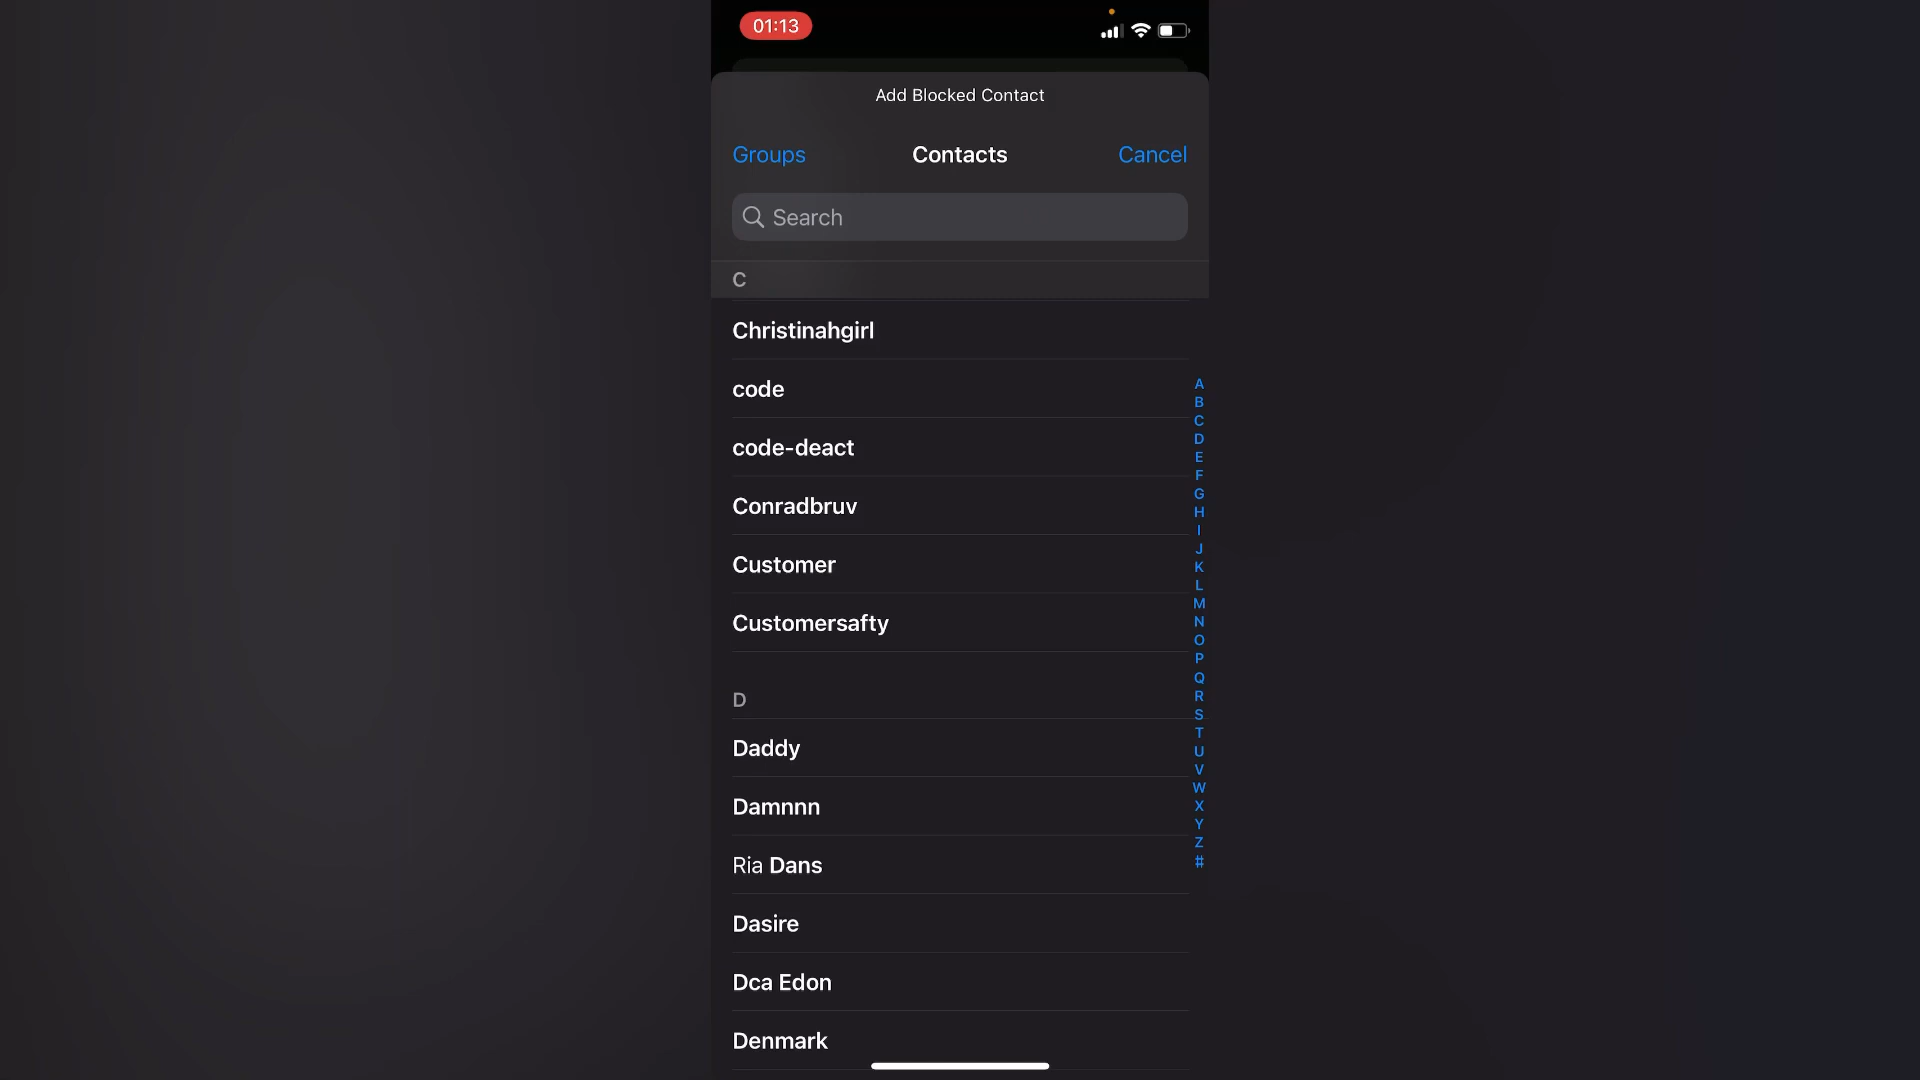 01:13
Add Blocked Contact
Groups Contacts Cancel
Search
C
Christinahgirl
code
code-deact
Conradbruv
Customer
Customersafty
D
Daddy
Damnnn
Ria Dans
Dasire
Dca Edon
Denmark
A
B
C
D
E
F
G
H
I
J
K
L
M
N
O
P
Q
R
S
T
U
V
W
X
Y
Z
#